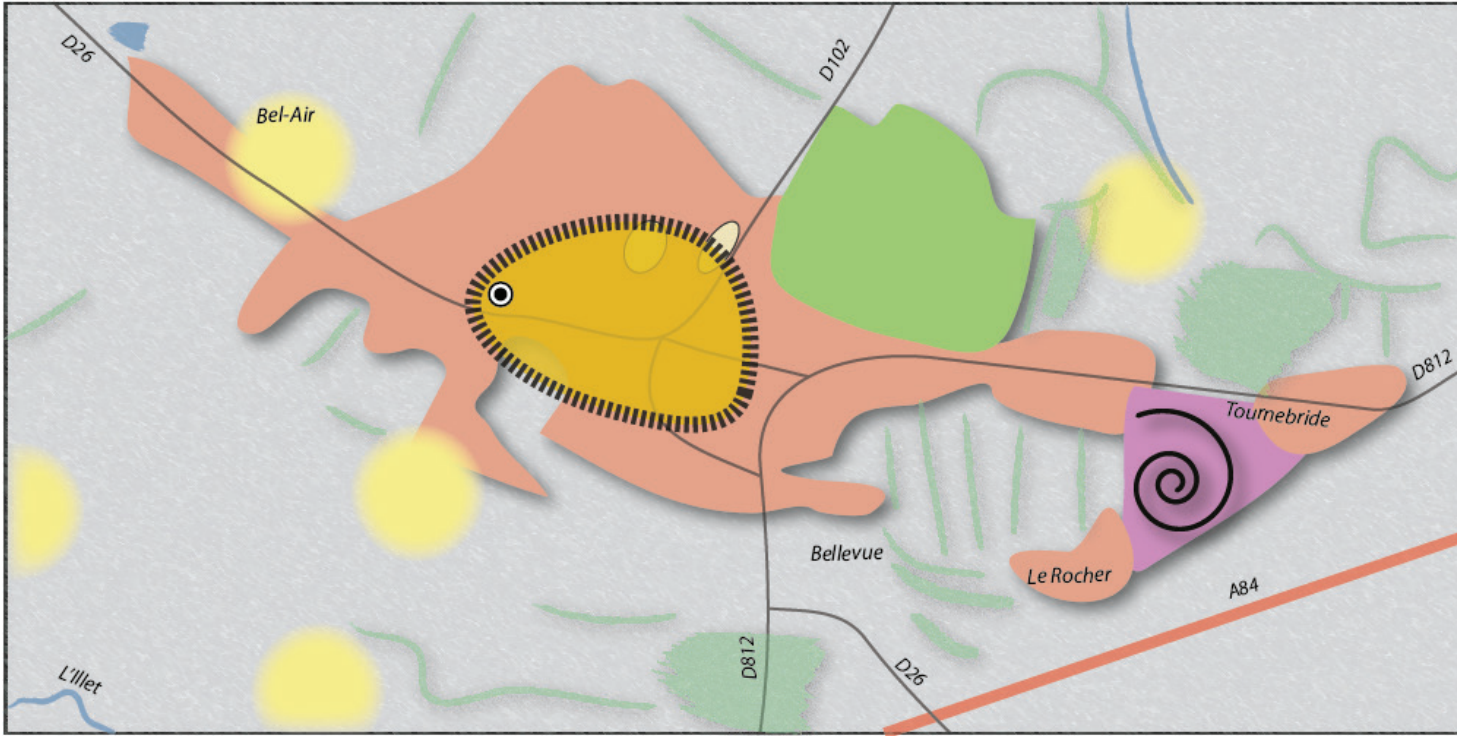 D26
Bel-Air
D102
D812
Tournebride
Bellevue
Le Rocher
A84
D812
D26
L'Illet